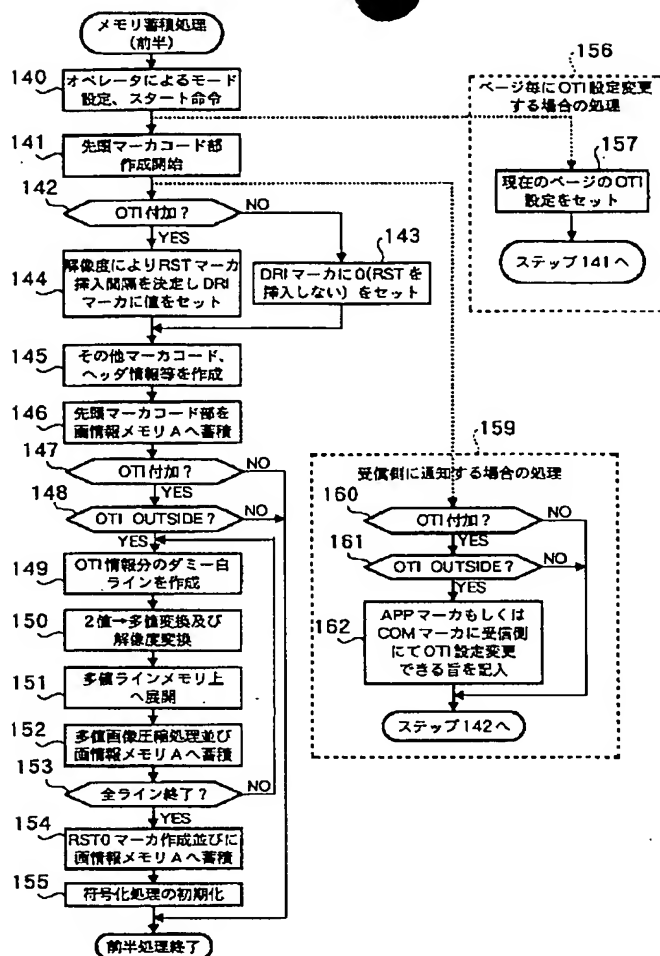 メモリ蓄積処理
(前半)
140
オペレータによるモード
設定、スタート命令
141
先頭マーカコード部
作成開始
142
OTI付加？
NO
YES
143
DRIマーカに0(RSTを
挿入しない)をセット
144
解像度によりRSTマーカ
挿入間隔を決定しDRI
マーカに値をセット
145
その他マーカコード、
ヘッダ情報等を作成
146
先頭マーカコード部を
画情報メモリAへ蓄積
147
OTI付加？
NO
YES
148
OTI OUTSIDE？
NO
YES
149
OTI情報分のダミー白
ラインを作成
150
2値→多値変換及び
解像度変換
151
多値ラインメモリ上
へ展開
152
多値画像圧縮処理並び
画情報メモリAへ蓄積
153
全ライン終了？
NO
YES
154
RST0マーカ作成並びに
画情報メモリAへ蓄積
155
符号化処理の初期化
前半処理終了
156
ページ毎にOTI設定変更
する場合の処理
157
現在のページのOTI
設定をセット
ステップ141へ
159
受信側に通知する場合の処理
160
OTI付加？
NO
YES
161
OTI OUTSIDE？
NO
YES
162
APPマーカもしくは
COMマーカに受信側
にてOTI設定変更
できる旨を記入
ステップ142へ